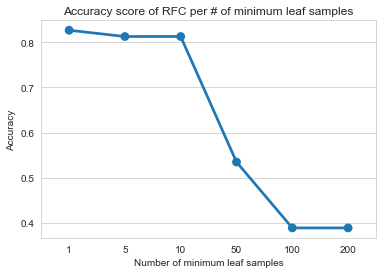 Accuracy score of RFC per # of minimum leaf samples
Accuracy
0.8
0.7
0.6
0.5
0.4
1 5 10 50 100 200
Number of minimum leaf samples